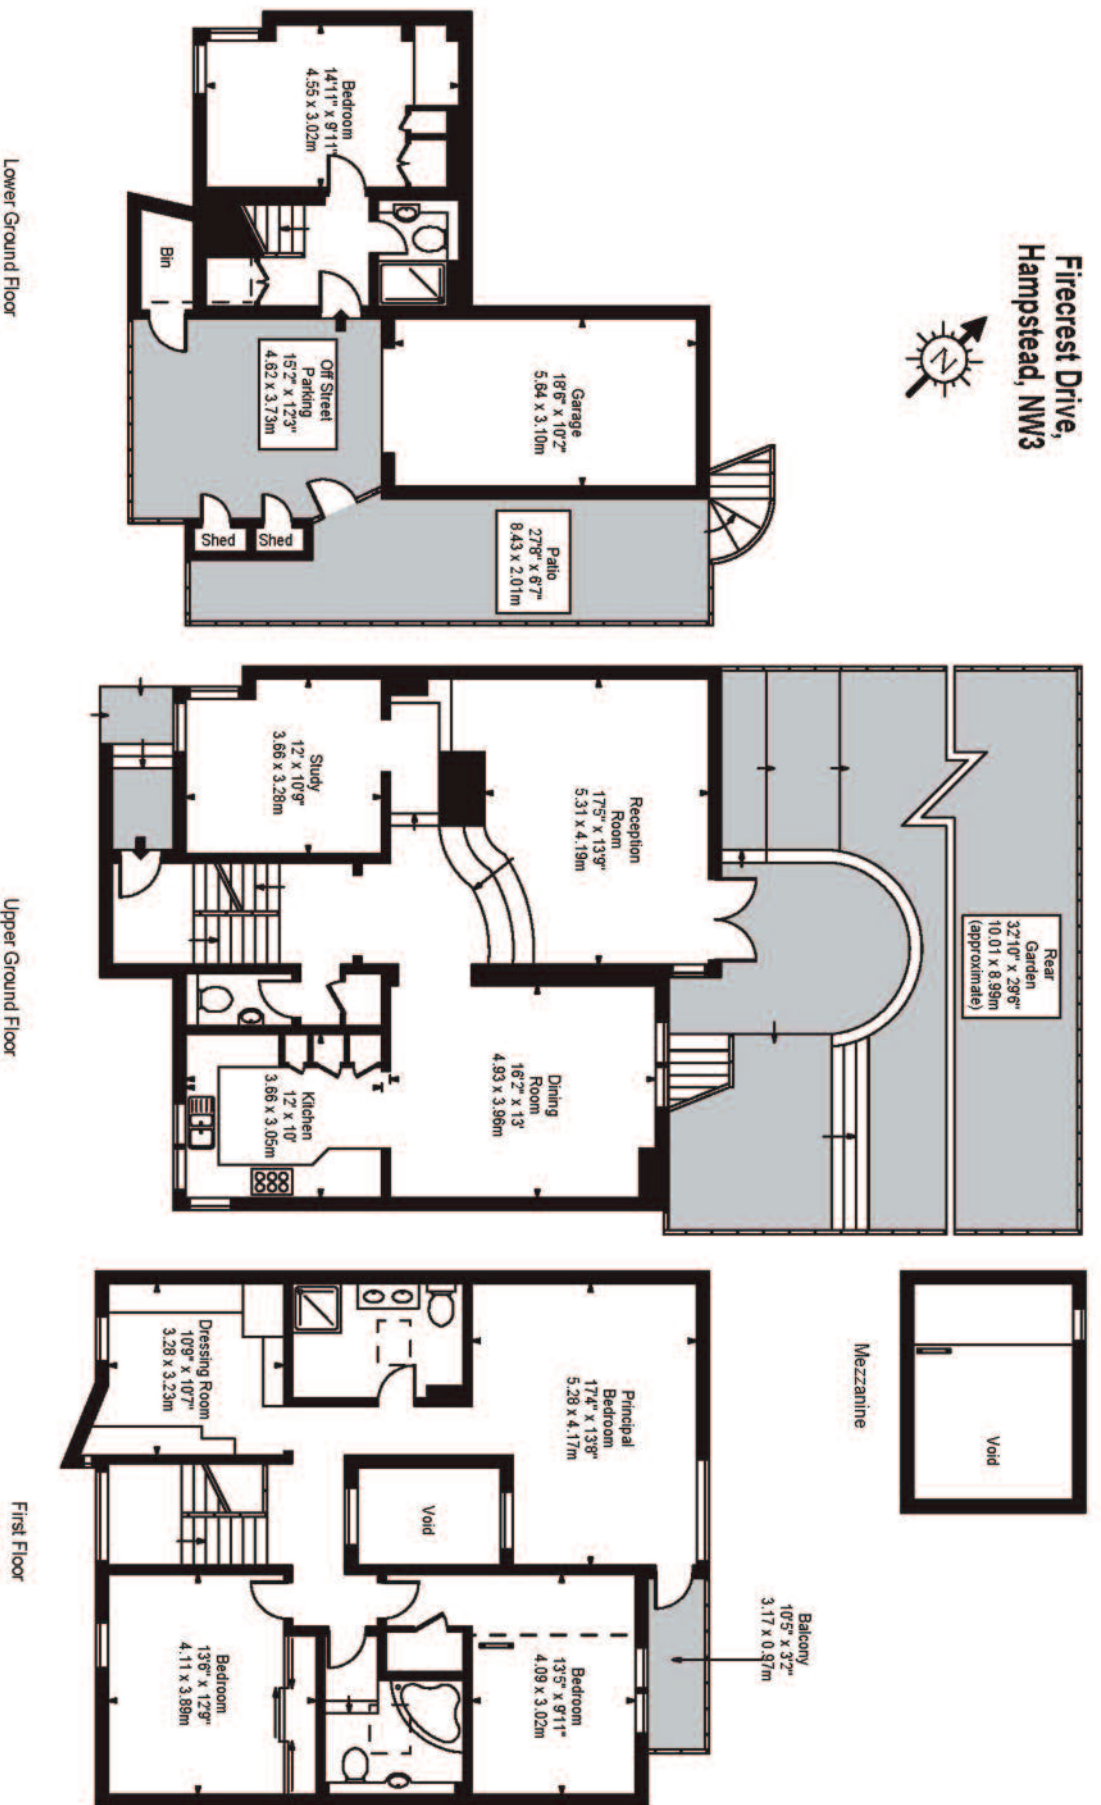 Firecrest Drive,
Hampstead, NW3
N
Bedroom
14'11" x 9'11"
4.55 x 3.02m
Bin
Off Street
Parking
15'2" x 12'3"
4.62 x 3.73m
Garage
18'6" x 10'2"
5.64 x 3.10m
Shed
Shed
Patio
27'8" x 6'7"
8.43 x 2.01m
Lower Ground Floor
Study
12' x 10'9"
3.66 x 3.28m
Reception
Room
17'5" x 13'9"
5.31 x 4.19m
Rear
Garden
32'10" x 29'6"
10.01 x 8.99m
(approximate)
Dining
Room
16'2" x 13'
4.93 x 3.96m
Kitchen
12' x 10'
3.66 x 3.05m
Upper Ground Floor
Void
Mezzanine
Dressing Room
10'9" x 10'7"
3.28 x 3.23m
Principal
Bedroom
17'4" x 13'8"
5.28 x 4.17m
Void
Balcony
10'5" x 3'2"
3.17 x 0.97m
Bedroom
13'5" x 9'11"
4.09 x 3.02m
Bedroom
13'6" x 12'9"
4.11 x 3.89m
First Floor